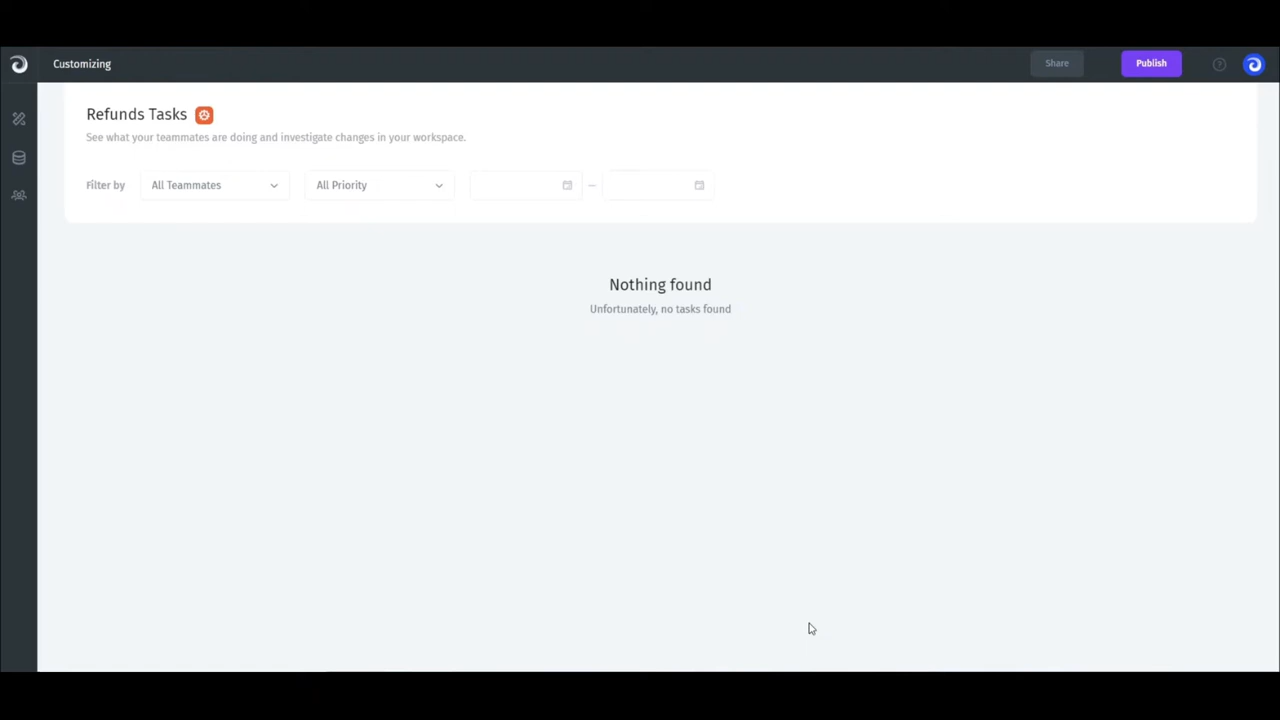 Customizing
Share
Publish
Refunds Tasks
See what your teammates are doing and investigate changes in your workspace.
Filter by
All Teammates
All Priority
Nothing found
Unfortunately, no tasks found